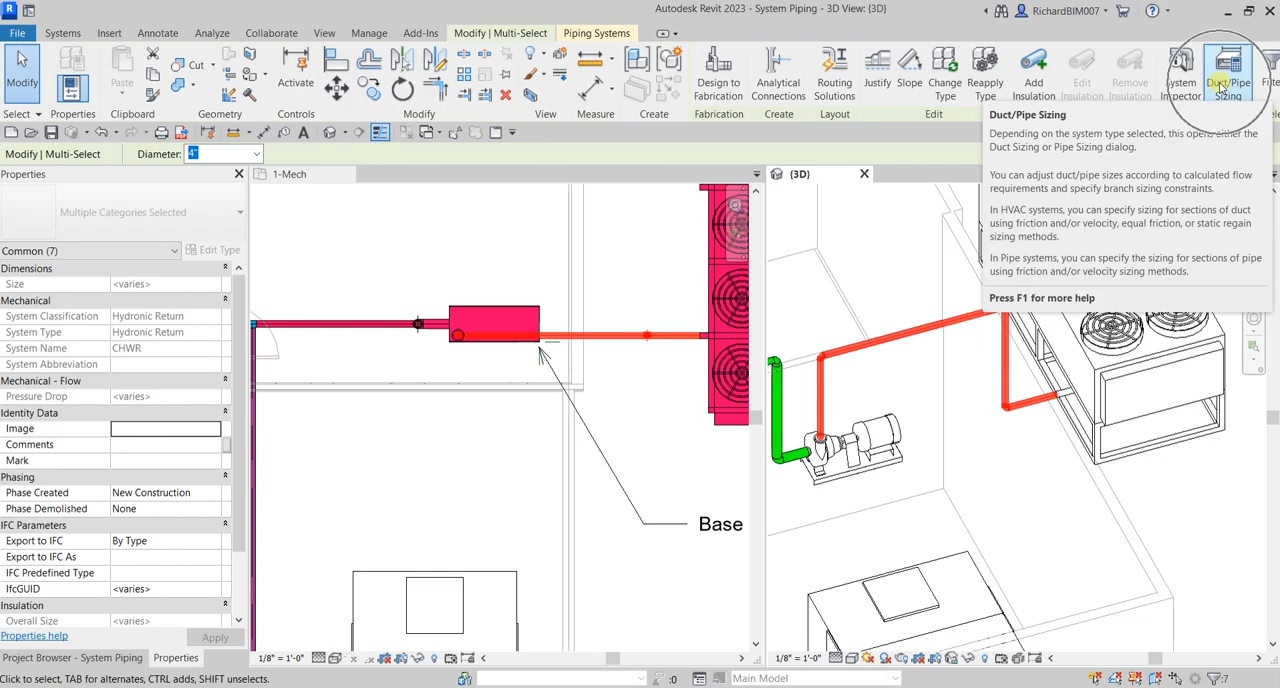 R
Autodesk Revit 2023 - System Piping - 3D View: {3D}
RichardBIM007
File
Systems
Insert
Annotate
Analyze
Collaborate
View
Manage
Add-Ins
Modify | Multi-Select
Piping Systems
Modify
Paste
Cut
Activate
Design to
Fabrication
Analytical
Connections
Routing
Solutions
Justify
Slope
Change
Type
Reapply
Type
Add
Insulation
Edit
Insulation
Remove
Insulation
System
Inspector
Duct/Pipe
Sizing
Select
Properties
Clipboard
Geometry
Controls
Modify
View
Measure
Create
Fabrication
Create
Layout
Edit
Modify | Multi-Select
Diameter:
4"
Properties
Multiple Categories Selected
Common (7)
Edit Type
Dimensions
Size
<varies>
Mechanical
System Classification
Hydronic Return
System Type
Hydronic Return
System Name
CHWR
System Abbreviation
Mechanical - Flow
Pressure Drop
<varies>
Identity Data
Image
Comments
Mark
Phasing
Phase Created
New Construction
Phase Demolished
None
IFC Parameters
Export to IFC
By Type
Export to IFC As
IFC Predefined Type
IfcGUID
<varies>
Insulation
Overall Size
<varies>
Properties help
Apply
Project Browser - System Piping
Properties
1-Mech
Base
1/8" = 1'-0"
{3D}
1/8" = 1'-0"
Duct/Pipe Sizing
Depending on the system type selected, this opens either the
Duct Sizing or Pipe Sizing dialog.
You can adjust duct/pipe sizes according to calculated flow
requirements and specify branch sizing constraints.
In HVAC systems, you can specify sizing for sections of duct
using friction and/or velocity, equal friction, or static regain
sizing methods.
In Pipe systems, you can specify the sizing for sections of pipe
using friction and/or velocity sizing methods.
Press F1 for more help
Click to select, TAB for alternates, CTRL adds, SHIFT unselects.
:0
Main Model
:7